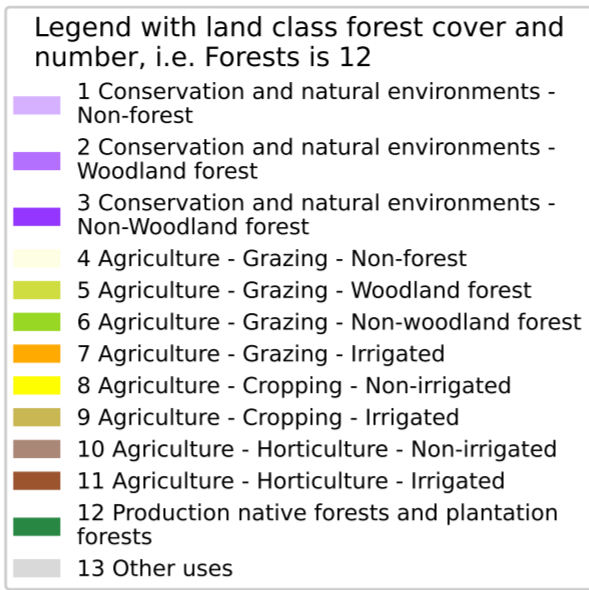 Legend with land class forest cover and
number, i.e. Forests is 12
1 Conservation and natural environments -
Non-forest
2 Conservation and natural environments -
Woodland forest
3 Conservation and natural environments -
Non-Woodland forest
4 Agriculture - Grazing - Non-forest
5 Agriculture - Grazing - Woodland forest
6 Agriculture - Grazing - Non-woodland forest
7 Agriculture - Grazing - Irrigated
8 Agriculture - Cropping - Non-irrigated
9 Agriculture - Cropping - Irrigated
10 Agriculture - Horticulture - Non-irrigated
11 Agriculture - Horticulture - Irrigated
12 Production native forests and plantation
forests
13 Other uses